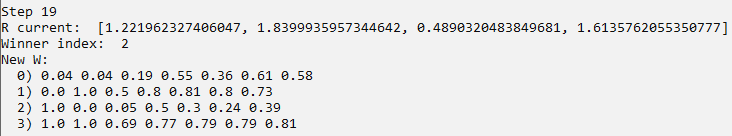 Step 19
R current:  [1.221962327406047, 1.8399935957344642, 0.4890320483849681, 1.6135762055350777]
Winner index:  2
New W:
  0) 0.04 0.04 0.19 0.55 0.36 0.61 0.58
  1) 0.0 1.0 0.5 0.8 0.81 0.8 0.73
  2) 1.0 0.0 0.05 0.5 0.3 0.24 0.39
  3) 1.0 1.0 0.69 0.77 0.79 0.79 0.81